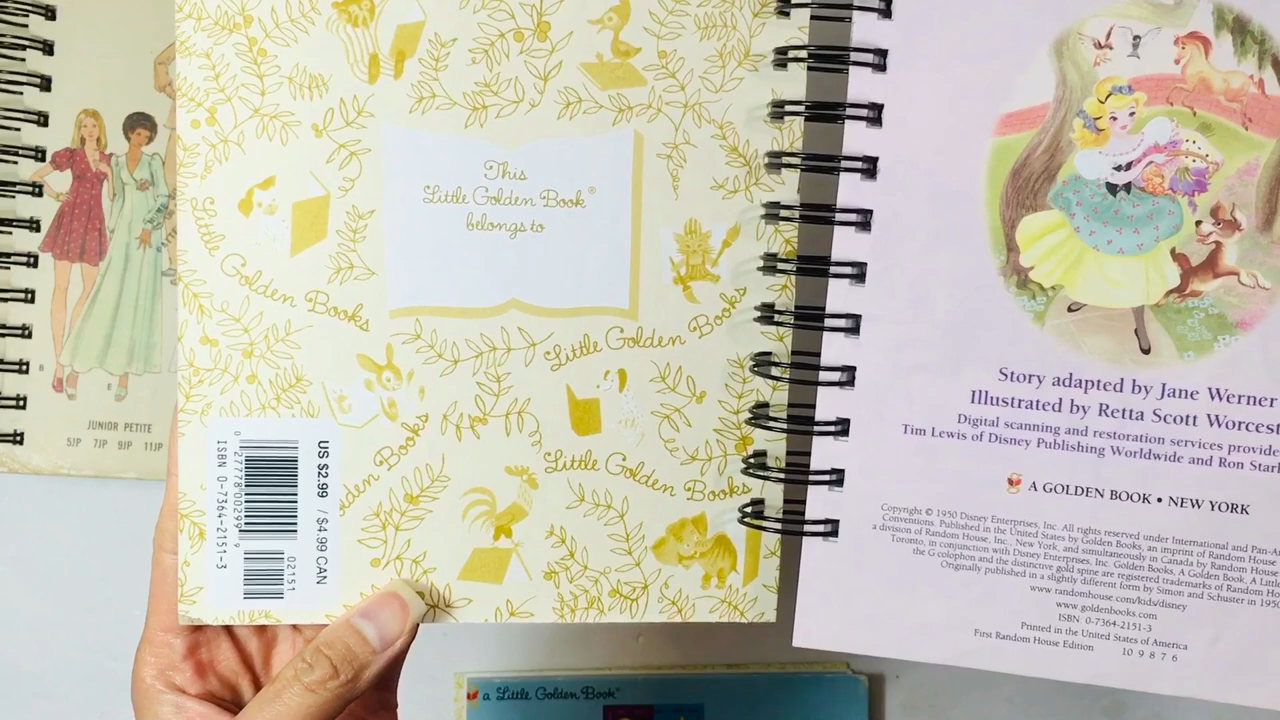 B
E
JUNIOR PETITE
5JP 7JP 9JP 11JP
This
Little Golden Book®
belongs to
Little Golden Books
Little Golden Books
Golden Books
Little Golden Books
US $2.99 / $4.99 CAN
0 27778 00299 9
02151
ISBN 0-7364-2151-3
Story adapted by Jane Werner
Illustrated by Retta Scott Worcest
Digital scanning and restoration services provide
Tim Lewis of Disney Publishing Worldwide and Ron Star
A GOLDEN BOOK • NEW YORK
Copyright © 1950 Disney Enterprises, Inc. All rights reserved under International and Pan-A
Conventions. Published in the United States by Golden Books, an imprint of Random House
a division of Random House, Inc., New York, and simultaneously in Canada by Random House
Toronto, in conjunction with Disney Enterprises, Inc. Golden Books, A Golden Book, A Little
the G colophon and the distinctive gold spine are registered trademarks of Random Ho
Originally published in a slightly different form by Simon and Schuster in 195
www.randomhouse.com/kids/disney
www.goldenbooks.com
ISBN: 0-7364-2151-3
Printed in the United States of America
First Random House Edition 10 9 8 7 6
a Little Golden Book®